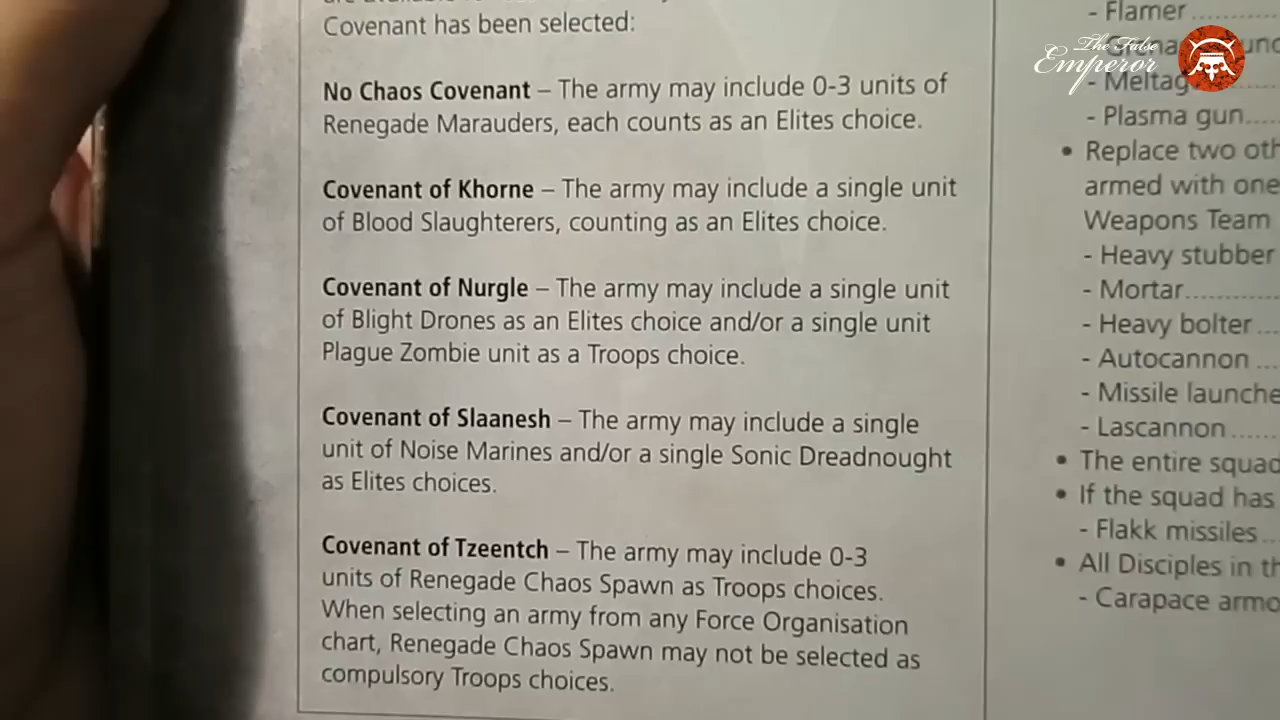 Covenant has been selected:
No Chaos Covenant – The army may include 0-3 units of
Renegade Marauders, each counts as an Elites choice.
Covenant of Khorne – The army may include a single unit
of Blood Slaughterers, counting as an Elites choice.
Covenant of Nurgle – The army may include a single unit
of Blight Drones as an Elites choice and/or a single unit
Plague Zombie unit as a Troops choice.
Covenant of Slaanesh – The army may include a single
unit of Noise Marines and/or a single Sonic Dreadnought
as Elites choices.
Covenant of Tzeentch – The army may include 0-3
units of Renegade Chaos Spawn as Troops choices.
When selecting an army from any Force Organisation
chart, Renegade Chaos Spawn may not be selected as
compulsory Troops choices.
- Flamer
- Plasma gun
• Replace two
armed with one
Weapons Team
- Heavy stubber
- Mortar
- Heavy bolter
- Autocannon
- Missile
- Lascannon
• The entire squad
• If the squad has
- Flakk missiles
• All Disciples in
- Carapace
The False
Emperor